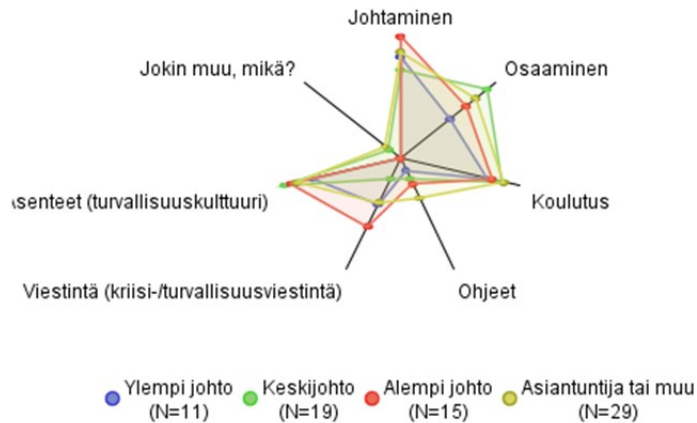 Johtaminen
Jokin muu, mikä?
Osaaminen
senteet (turvallisuuskulttuuri)
Koulutus
Viestintä (kriisi-/turvallisuusviestintä)
Ohjeet
Ylempi johto
(N=11)
Keskijohto
(N=19)
Alempi johto
(N=15)
Asiantuntija tai muu
(N=29)